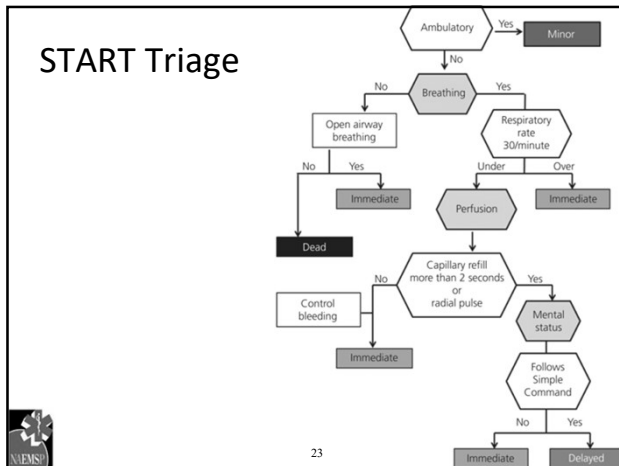 START Triage
Ambulatory
Yes
Minor
No
No
Breathing
Yes
Open airway
breathing
Respiratory
rate
30/minute
No
Yes
Under
Over
Immediate
Perfusion
Immediate
Dead
Capillary refill
more than 2 seconds
or
radial pulse
No
Yes
Control
bleeding
Mental
status
Immediate
Follows
Simple
Command
No
Yes
Immediate
Delayed
NAEMSP
23